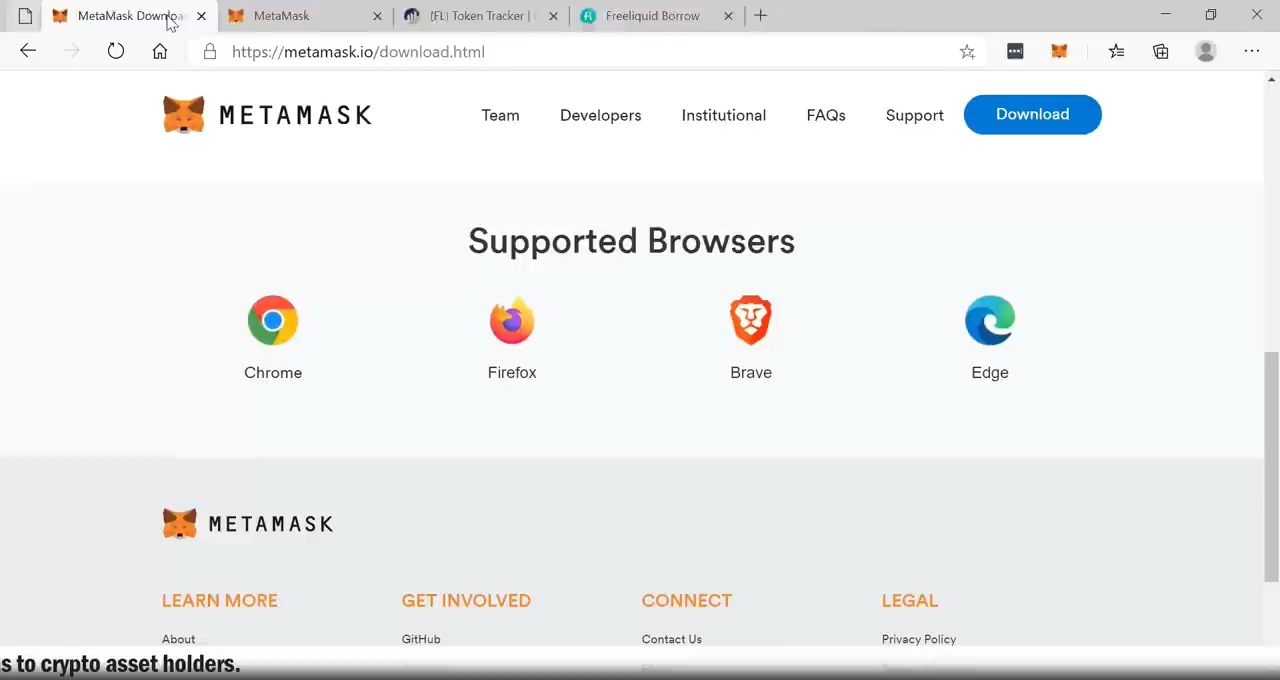 MetaMask Downloa
MetaMask
(FL) Token Tracker |
Freeliquid Borrow
https://metamask.io/download.html
METAMASK
Team
Developers
Institutional
FAQs
Support
Download
Supported Browsers
Chrome
Firefox
Brave
Edge
METAMASK
LEARN MORE
GET INVOLVED
CONNECT
LEGAL
About
GitHub
Contact Us
Privacy Policy
s to crypto asset holders.